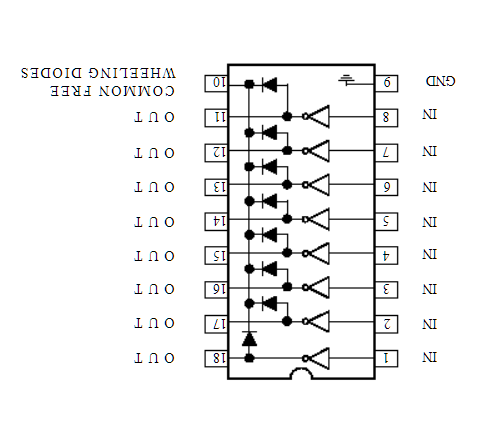 IN 1 18 OUT
IN 2 17 OUT
IN 3 16 OUT
IN 4 15 OUT
IN 5 14 OUT
IN 6 13 OUT
IN 7 12 OUT
IN 8 11 OUT
GND 9 10 COMMON FREE
WHEELING DIODES